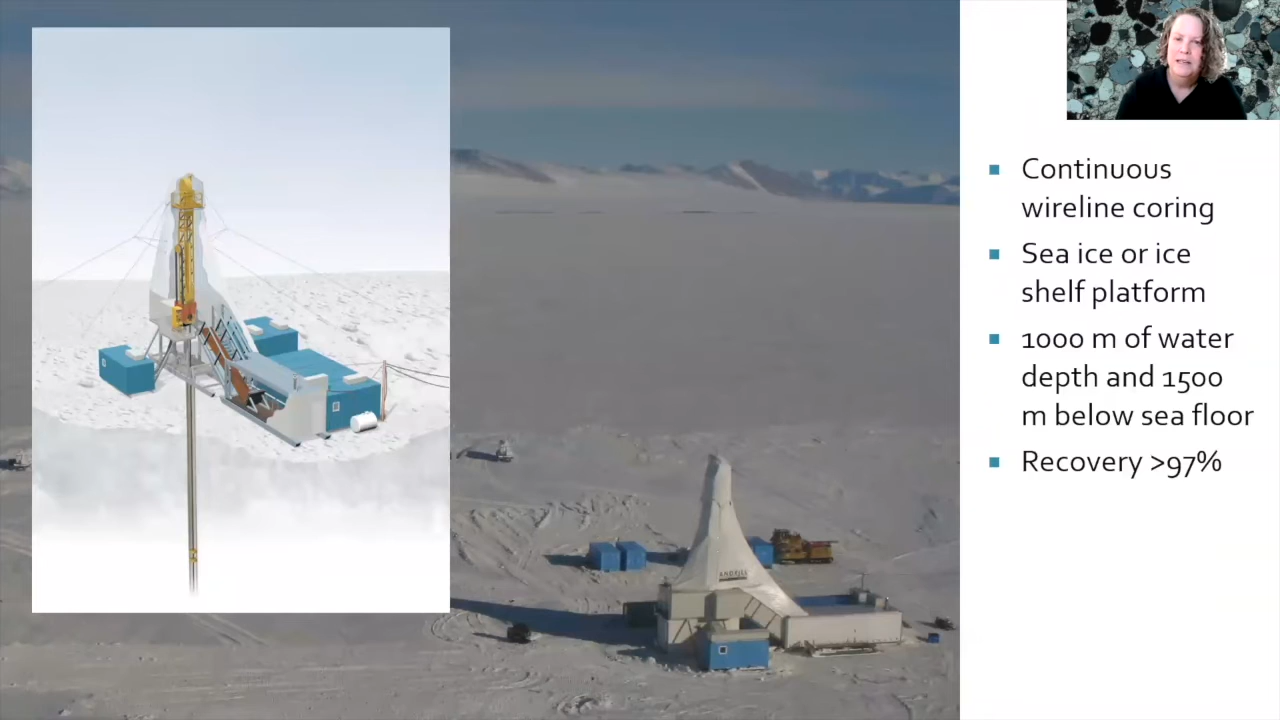 Continuous
wireline coring
Sea ice or ice
shelf platform
1000 m of water
depth and 1500
m below sea floor
Recovery >97%
ANDRILL